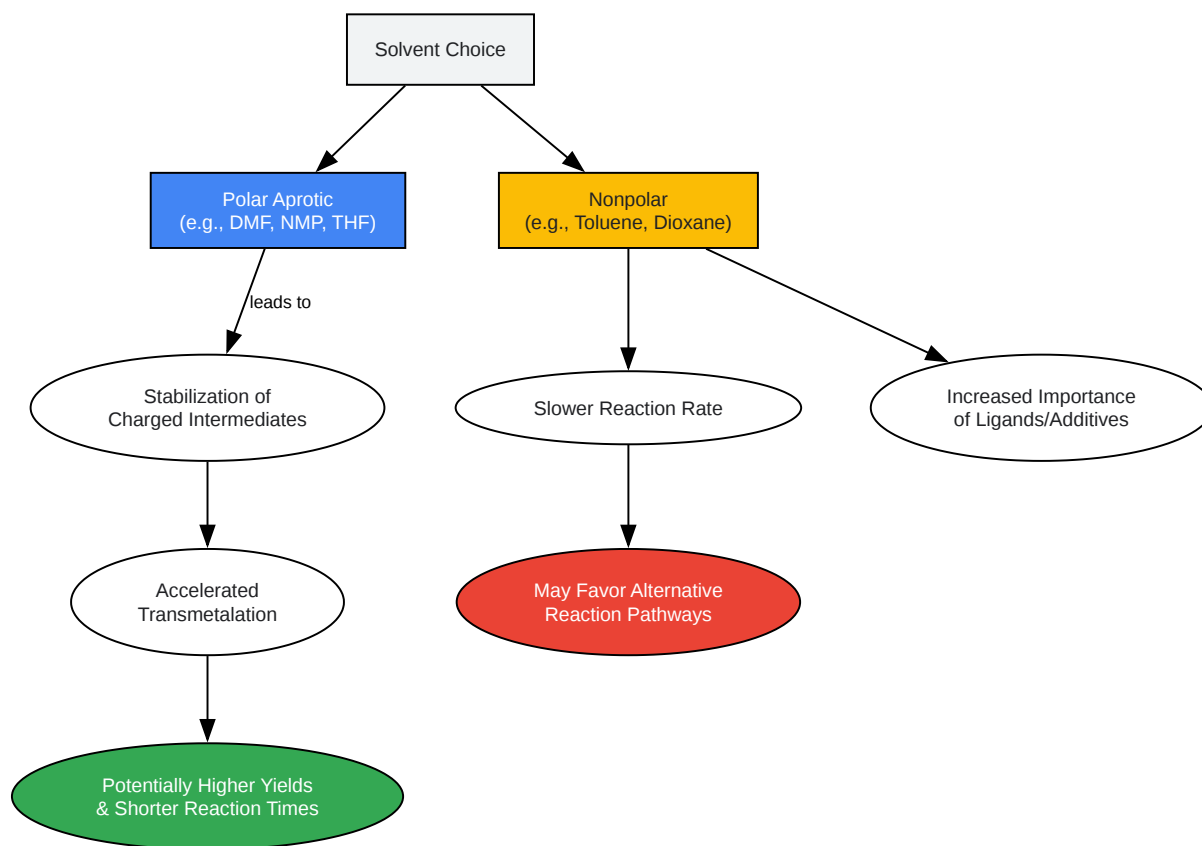 Solvent Choice
Polar Aprotic
(e.g., DMF, NMP, THF)
Nonpolar
(e.g., Toluene, Dioxane)
leads to
Stabilization of
Charged Intermediates
Slower Reaction Rate
Increased Importance
of Ligands/Additives
Accelerated
Transmetalation
May Favor Alternative
Reaction Pathways
Potentially Higher Yields
& Shorter Reaction Times